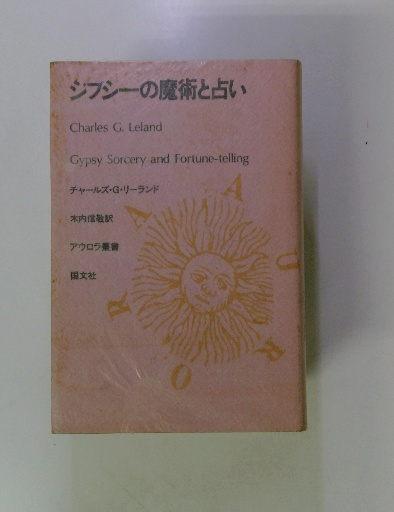 ジプシーの魔術と占い
Charles G. Leland
Gypsy Sorcery and Fortune-telling
チャールズ・G・リーランド
木内信敬訳
アウロラ叢書
国文社
AURORA